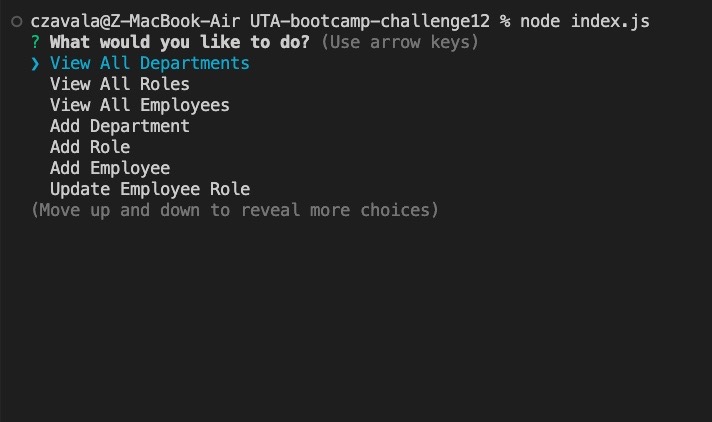 czavala@Z-MacBook-Air UTA-bootcamp-challenge12 % node index.js
? What would you like to do? (Use arrow keys)
❯ View All Departments
View All Roles
View All Employees
Add Department
Add Role
Add Employee
Update Employee Role
(Move up and down to reveal more choices)